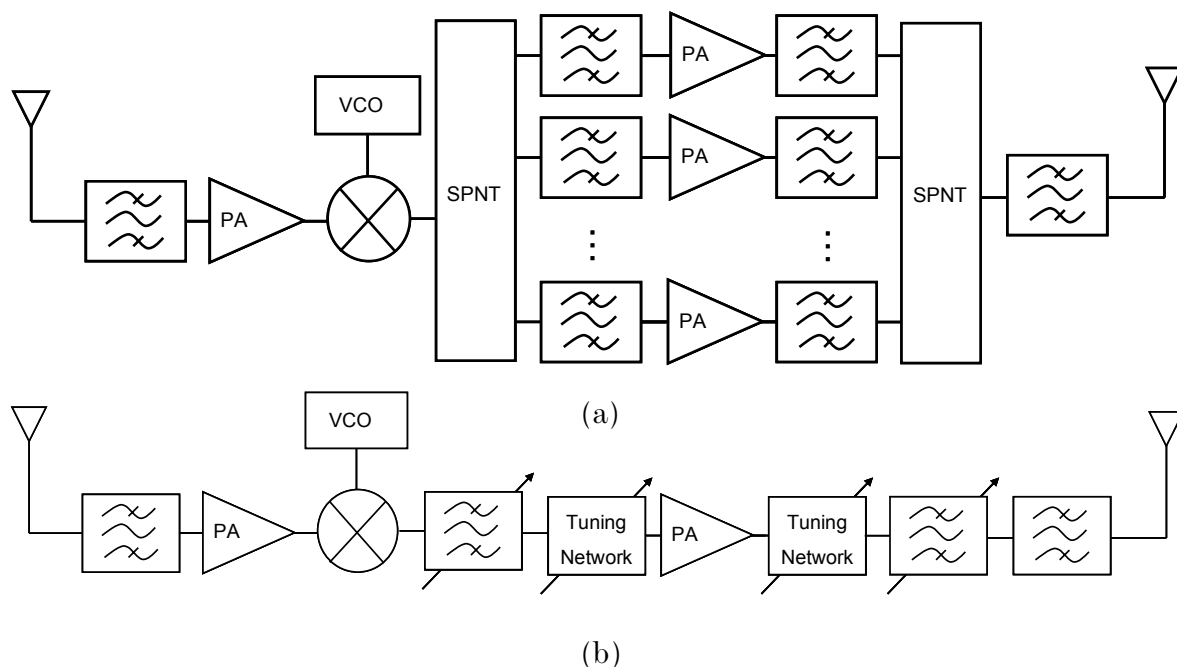 VCO
PA
SPNT
PA
PA
⋮
⋮
PA
SPNT
(a)
VCO
PA
Tuning
Network
PA
Tuning
Network
(b)